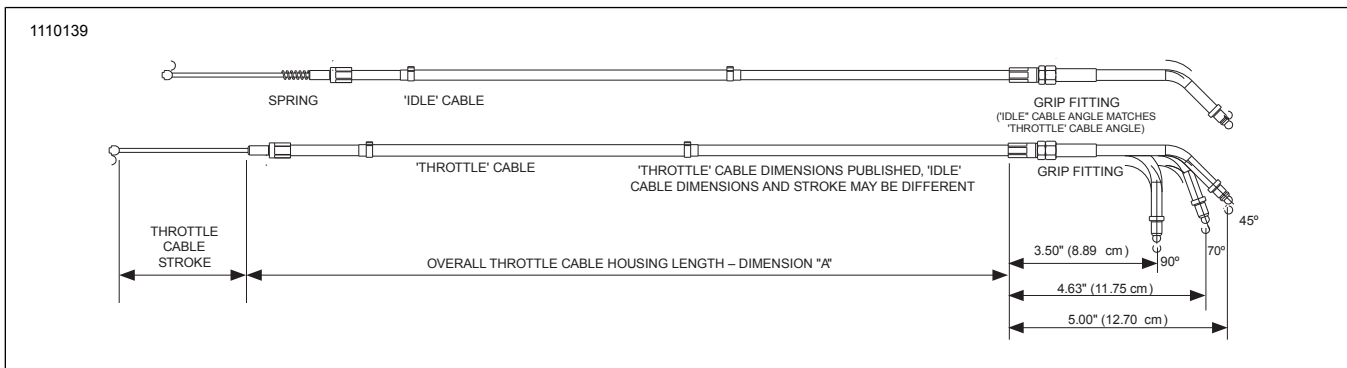 1110139
SPRING
'IDLE' CABLE
GRIP FITTING
('IDLE" CABLE ANGLE MATCHES
'THROTTLE' CABLE ANGLE)
'THROTTLE' CABLE
'THROTTLE' CABLE DIMENSIONS PUBLISHED, 'IDLE'
CABLE DIMENSIONS AND STROKE MAY BE DIFFERENT
GRIP FITTING
45º
THROTTLE
CABLE
STROKE
OVERALL THROTTLE CABLE HOUSING LENGTH – DIMENSION "A"
3.50" (8.89 cm)
90º
70º
4.63" (11.75 cm)
5.00" (12.70 cm)